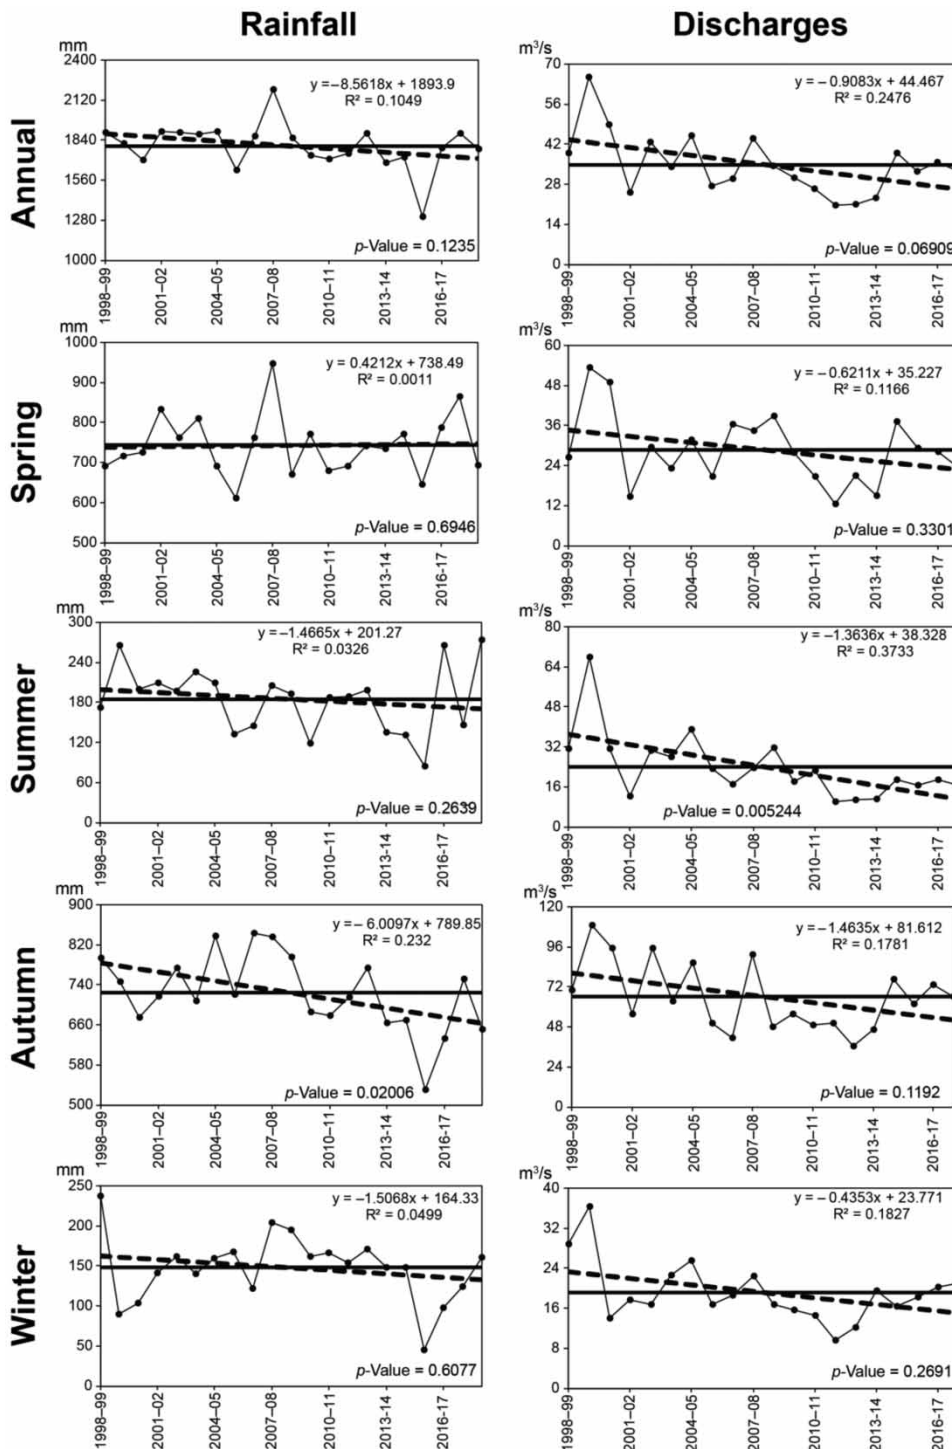 Rainfall
Discharges
Annual
mm
2400
2120
1840
1560
1280
1000
y = –8.5618x + 1893.9
R² = 0.1049
p-Value = 0.1235
1998–99
2001–02
2004–05
2007–08
2010–11
2013-14
2016-17
m³/s
70
56
42
28
14
0
y = – 0.9083x + 44.467
R² = 0.2476
p-Value = 0.06909
1998–99
2001–02
2004–05
2007–08
2010–11
2013–14
2016–17
Spring
mm
1000
900
800
700
600
500
y = 0.4212x + 738.49
R² = 0.0011
p-Value = 0.6946
1998–99
2001–02
2004–05
2007–08
2010–11
2013-14
2016-17
m³/s
60
48
36
24
12
0
y = –0.6211x + 35.227
R² = 0.1166
p-Value = 0.3301
1998–99
2001–02
2004–05
2007–08
2010–11
2013–14
2016–17
Summer
mm
300
240
180
120
60
0
y = –1.4665x + 201.27
R² = 0.0326
p-Value = 0.2639
1998–99
2001–02
2004–05
2007–08
2010–11
2013-14
2016-17
m³/s
80
64
48
32
16
0
y = –1.3636x + 38.328
R² = 0.3733
p-Value = 0.005244
1998–99
2001–02
2004–05
2007–08
2010–11
2013–14
2016–17
Autumn
mm
900
820
740
660
580
500
y = – 6.0097x + 789.85
R² = 0.232
p-Value = 0.02006
1998–99
2001–02
2004–05
2007–08
2010–11
2013-14
2016-17
m³/s
120
96
72
48
24
0
y = –1.4635x + 81.612
R² = 0.1781
p-Value = 0.1192
1998–99
2001–02
2004–05
2007–08
2010–11
2013–14
2016–17
Winter
mm
250
200
150
100
50
0
y = –1.5068x + 164.33
R² = 0.0499
p-Value = 0.6077
1998–99
2001–02
2004–05
2007–08
2010–11
2013-14
2016-17
m³/s
40
32
24
16
8
0
y = – 0.4353x + 23.771
R² = 0.1827
p-Value = 0.2691
1998–99
2001–02
2004–05
2007–08
2010–11
2013–14
2016–17